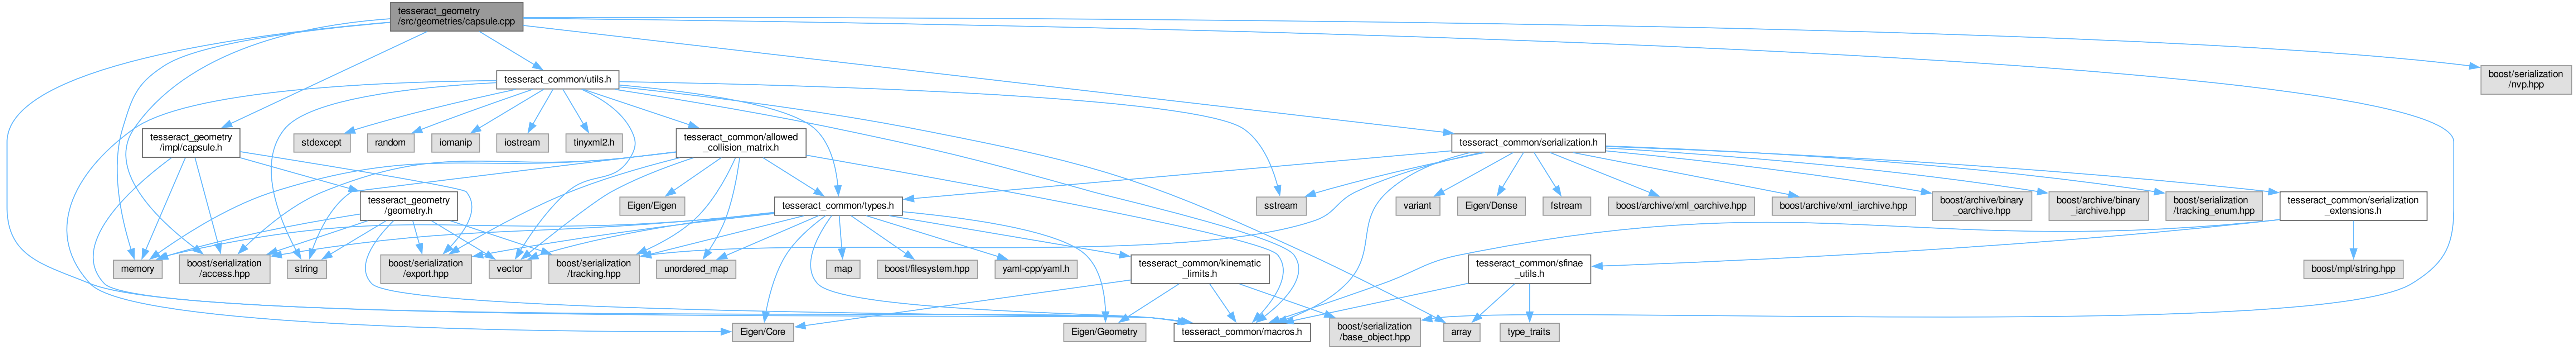 tesseract_geometry
/src/geometries/capsule.cpp
tesseract_common/utils.h
boost/serialization
/nvp.hpp
tesseract_geometry
/impl/capsule.h
stdexcept
random
iomanip
iostream
tinyxml2.h
tesseract_common/allowed
_collision_matrix.h
tesseract_common/serialization.h
tesseract_geometry
/geometry.h
Eigen/Eigen
tesseract_common/types.h
sstream
variant
Eigen/Dense
fstream
boost/archive/xml_oarchive.hpp
boost/archive/xml_iarchive.hpp
boost/archive/binary
_oarchive.hpp
boost/archive/binary
_iarchive.hpp
boost/serialization
/tracking_enum.hpp
tesseract_common/serialization
_extensions.h
memory
boost/serialization
/access.hpp
string
boost/serialization
/export.hpp
vector
boost/serialization
/tracking.hpp
unordered_map
map
boost/filesystem.hpp
yaml-cpp/yaml.h
tesseract_common/kinematic
_limits.h
tesseract_common/sfinae
_utils.h
boost/mpl/string.hpp
Eigen/Core
Eigen/Geometry
tesseract_common/macros.h
boost/serialization
/base_object.hpp
array
type_traits